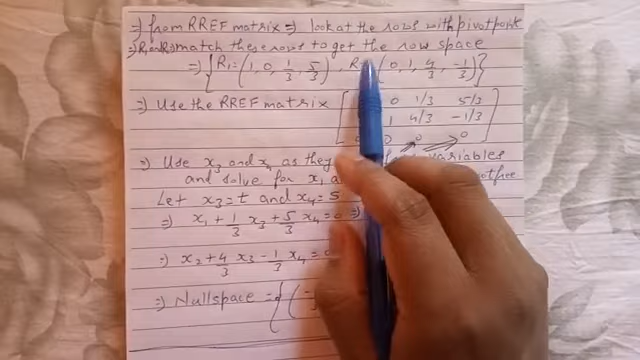 ⇒ from RREF matrix ⇒ look at the rows with pivot point
⇒ match these rows to get the row space
⇒ { R₁ = (1, 0, 1/3, 5/3), R (0, 1, 4/3, -1/3) }
⇒ Use the RREF matrix [ 0 1/3 5/3
1 4/3 -1/3
0 0 0 ]
⇒ Use x₃ and x₄ as they variables
and solve for x₁
Let x₃ = t and x₄ = s
⇒ x₁ + 1/3 x₃ + 5/3 x₄ = 0 ⇒
⇒ x₂ + 4/3 x₃ - 1/3 x₄ =
⇒ Nullspace = { (